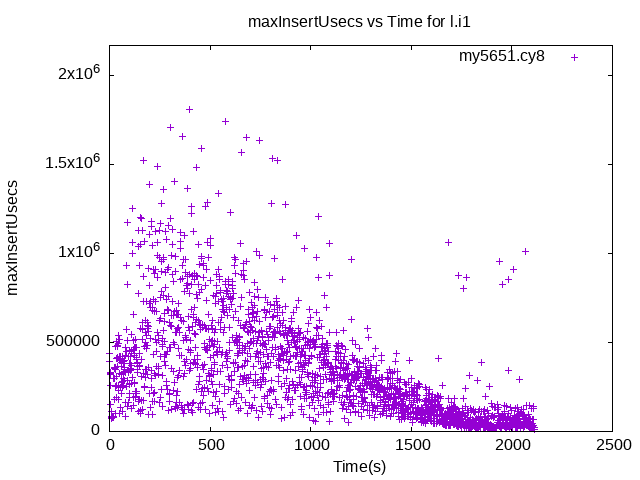 maxInsertUsecs vs Time for l.i1
my5651.cy8
2x10^6
1.5x10^6
1x10^6
500000
0
maxInsertUsecs
0 500 1000 1500 2000 2500
Time(s)